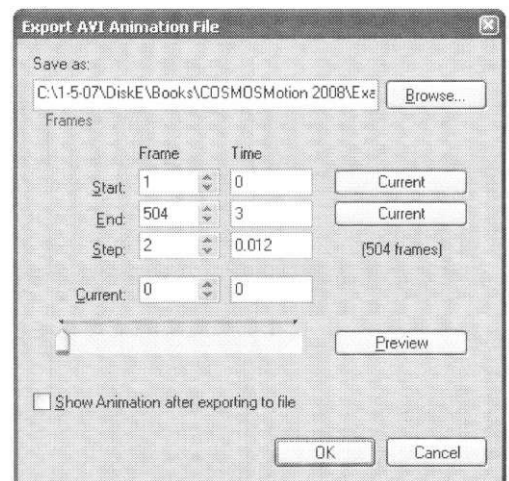 Export AVI Animation File
Save as:
C:\1-5-07\DiskE\Books\COSMOSMotion 2008\Exa Browse...
Frames
Frame Time
Start: 1 0 Current
End: 504 3 Current
Step: 2 0.012 (504 frames)
Current: 0 0
Preview
Show Animation after exporting to file
OK Cancel